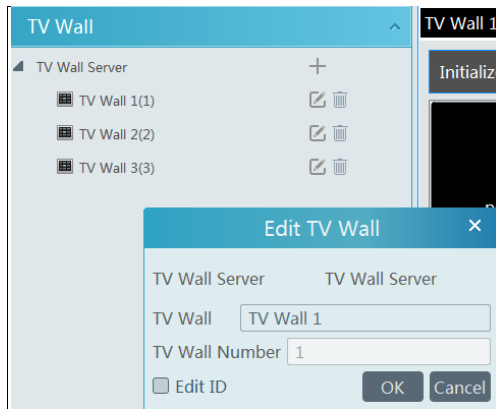 TV Wall
TV Wall 1
TV Wall Server
Initialize
TV Wall 1(1)
TV Wall 2(2)
TV Wall 3(3)
Edit TV Wall
TV Wall Server TV Wall Server
TV Wall TV Wall 1
TV Wall Number 1
Edit ID
OK Cancel